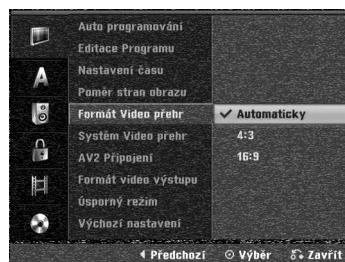 Auto programování
Editace Programu
Nastavení času
Poměr stran obrazu
Formát Video přehr
✔ Automaticky
4:3
16:9
Systém Video přehr
AV2 Připojení
Formát video výstupu
Úsporný režim
Výchozí nastavení
Předchozí Výběr Zavřít